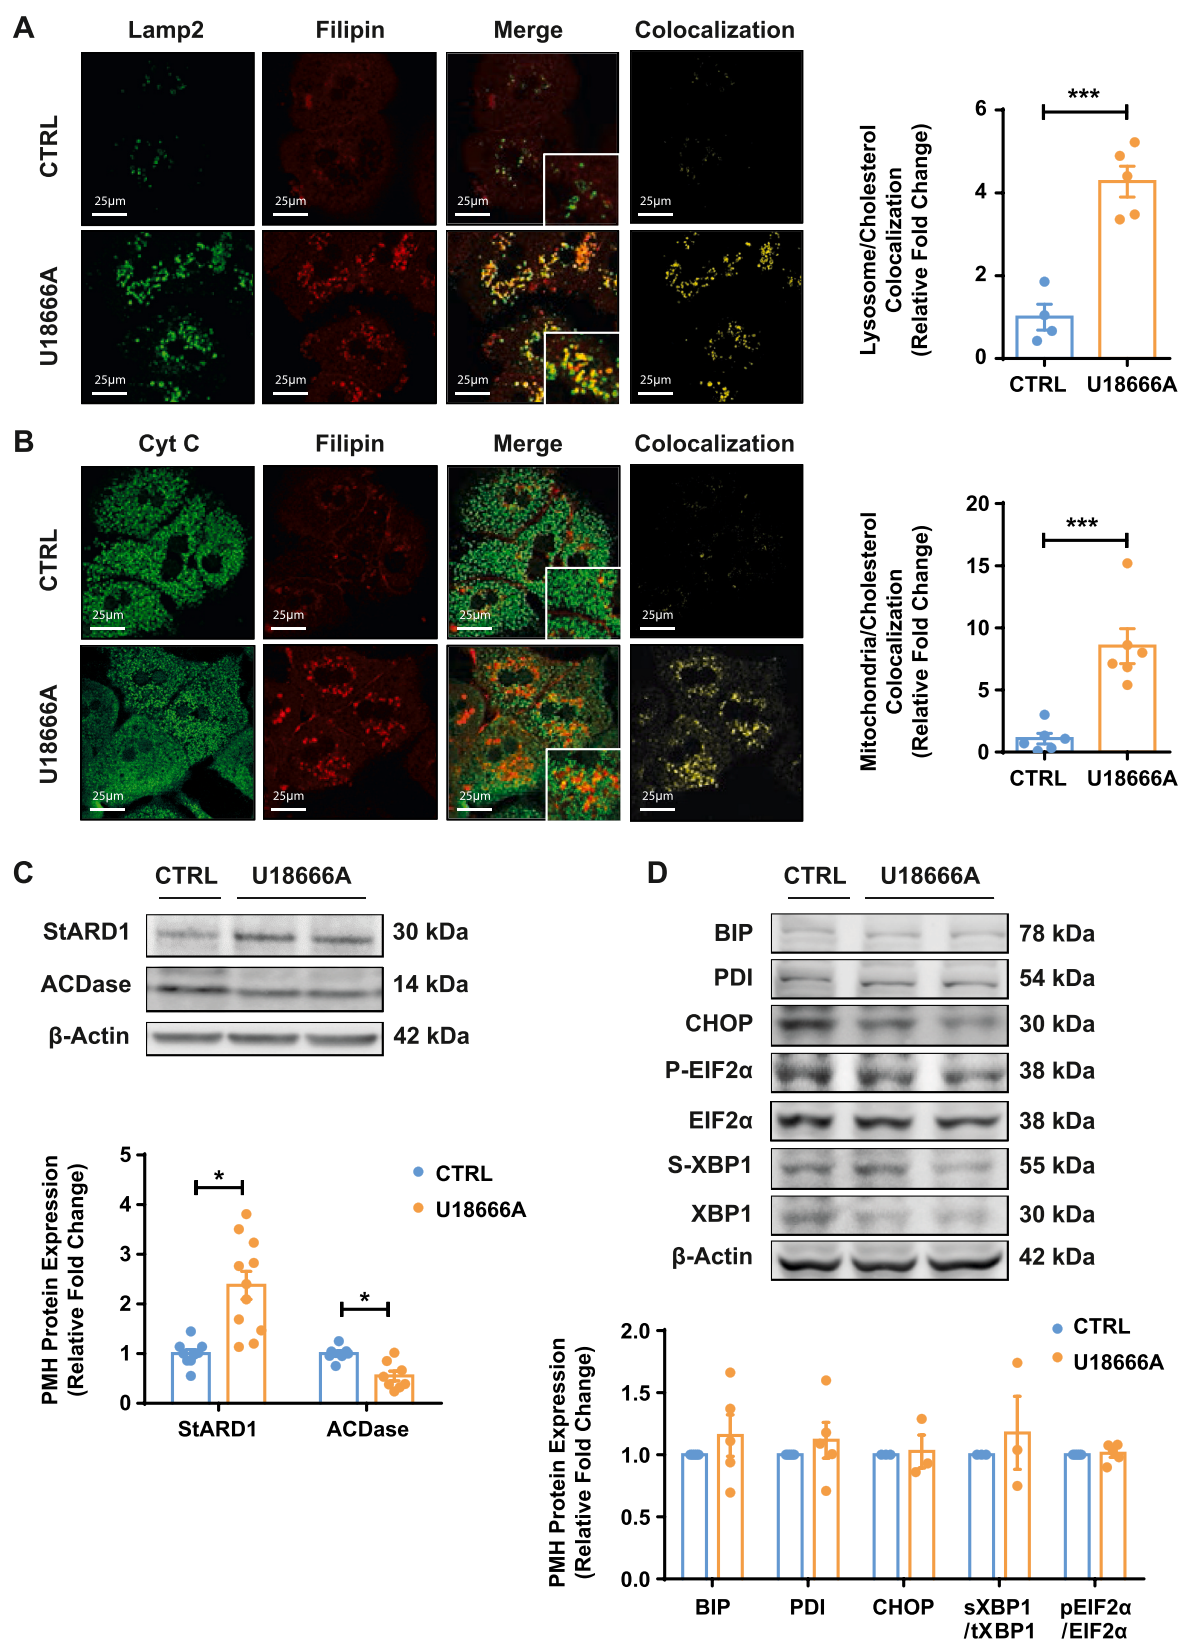 A
Lamp2 Filipin Merge Colocalization
CTRL
25µm 25µm 25µm 25µm
U18666A
25µm 25µm 25µm 25µm
Lysosome/Cholesterol
Colocalization
(Relative Fold Change)
6
4
2
0
***
CTRL U18666A
B
Cyt C Filipin Merge Colocalization
CTRL
25µm 25µm 25µm 25µm
U18666A
25µm 25µm 25µm 25µm
Mitochondria/Cholesterol
Colocalization
(Relative Fold Change)
20
15
10
5
0
***
CTRL U18666A
C
CTRL U18666A
StARD1 30 kDa
ACDase 14 kDa
β-Actin 42 kDa
PMH Protein Expression
(Relative Fold Change)
5
4
3
2
1
0
* *
CTRL
U18666A
StARD1 ACDase
D
CTRL U18666A
BIP 78 kDa
PDI 54 kDa
CHOP 30 kDa
P-EIF2α 38 kDa
EIF2α 38 kDa
S-XBP1 55 kDa
XBP1 30 kDa
β-Actin 42 kDa
PMH Protein Expression
(Relative Fold Change)
2.0
1.5
1.0
0.5
0.0
CTRL
U18666A
BIP PDI CHOP sXBP1 pEIF2α
/tXBP1 /EIF2α